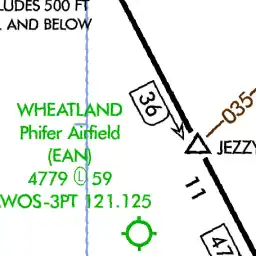 LUDES 500 FT
L AND BELOW
WHEATLAND
Phifer Airfield
(EAN)
4779 Ⓛ 59
AWOS-3PT 121.125
36
035
JEZZY
11
47